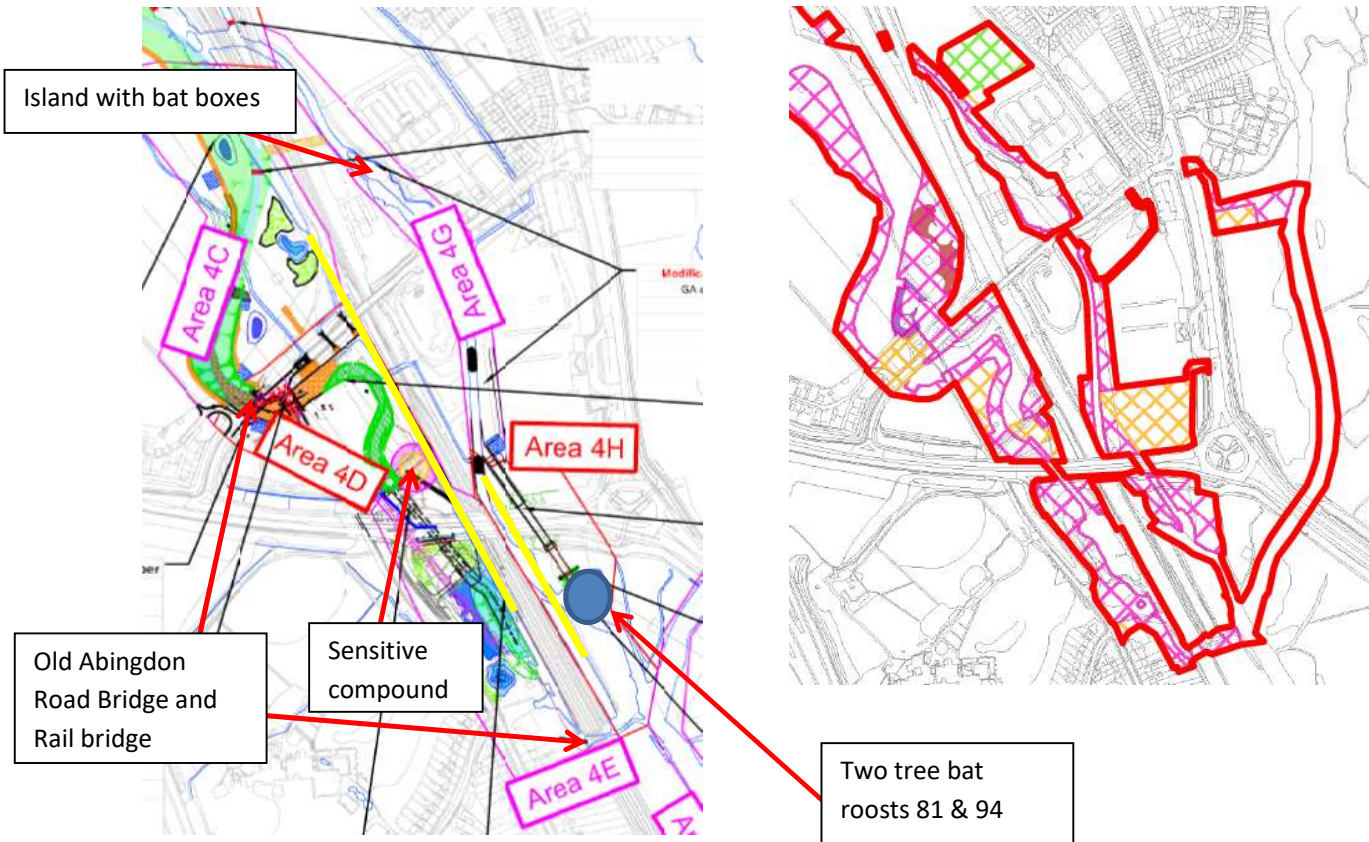 Island with bat boxes
Area 4C
Area 4G
Modific
GA
Area 4H
Area 4D
per
Old Abingdon
Road Bridge and
Rail bridge
Sensitive
compound
Area 4E
Two tree bat
roosts 81 & 94